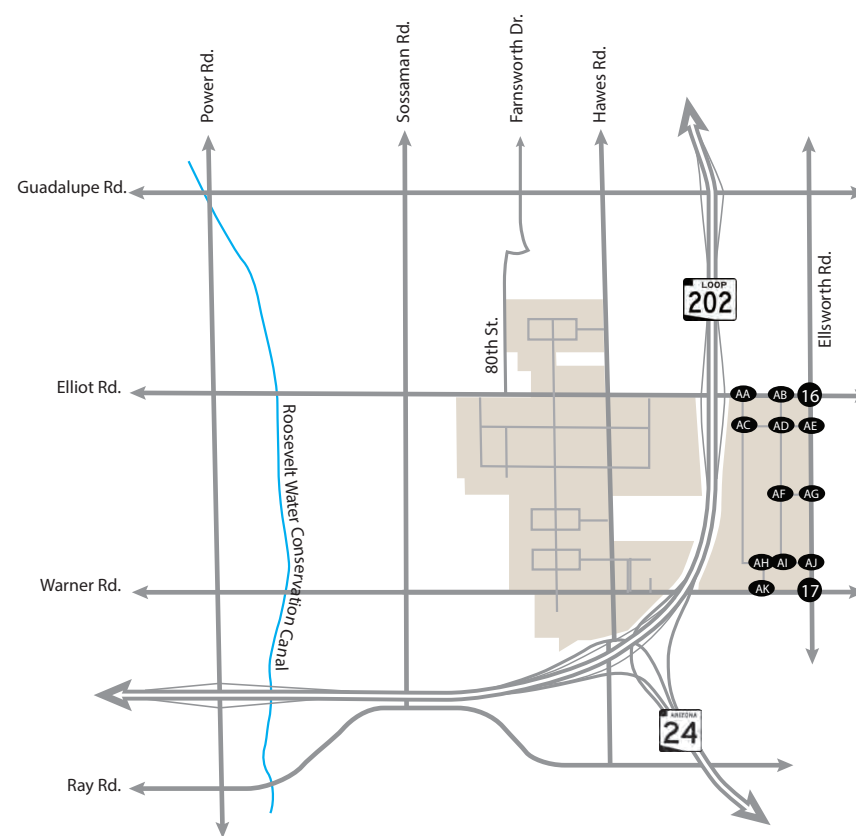 Power Rd.
Sossaman Rd.
Farnsworth Dr.
Hawes Rd.
Guadalupe Rd.
Ellsworth Rd.
LOOP
202
80th St.
Elliot Rd.
AA
AB
16
AC
AD
AE
Roosevelt Water Conservation Canal
AF
AG
AH
AI
AJ
Warner Rd.
AK
17
ARIZONA
24
Ray Rd.